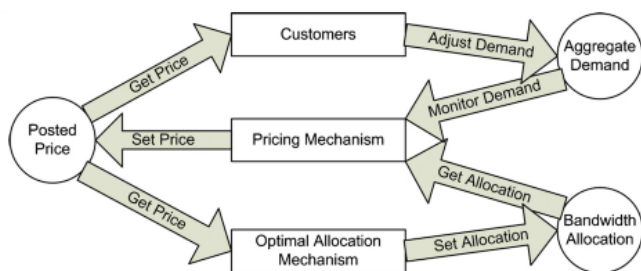 Customers
Adjust Demand
Aggregate
Demand
Get Price
Monitor Demand
Posted
Price
Set Price
Pricing Mechanism
Get Allocation
Get Price
Optimal Allocation
Mechanism
Set Allocation
Bandwidth
Allocation